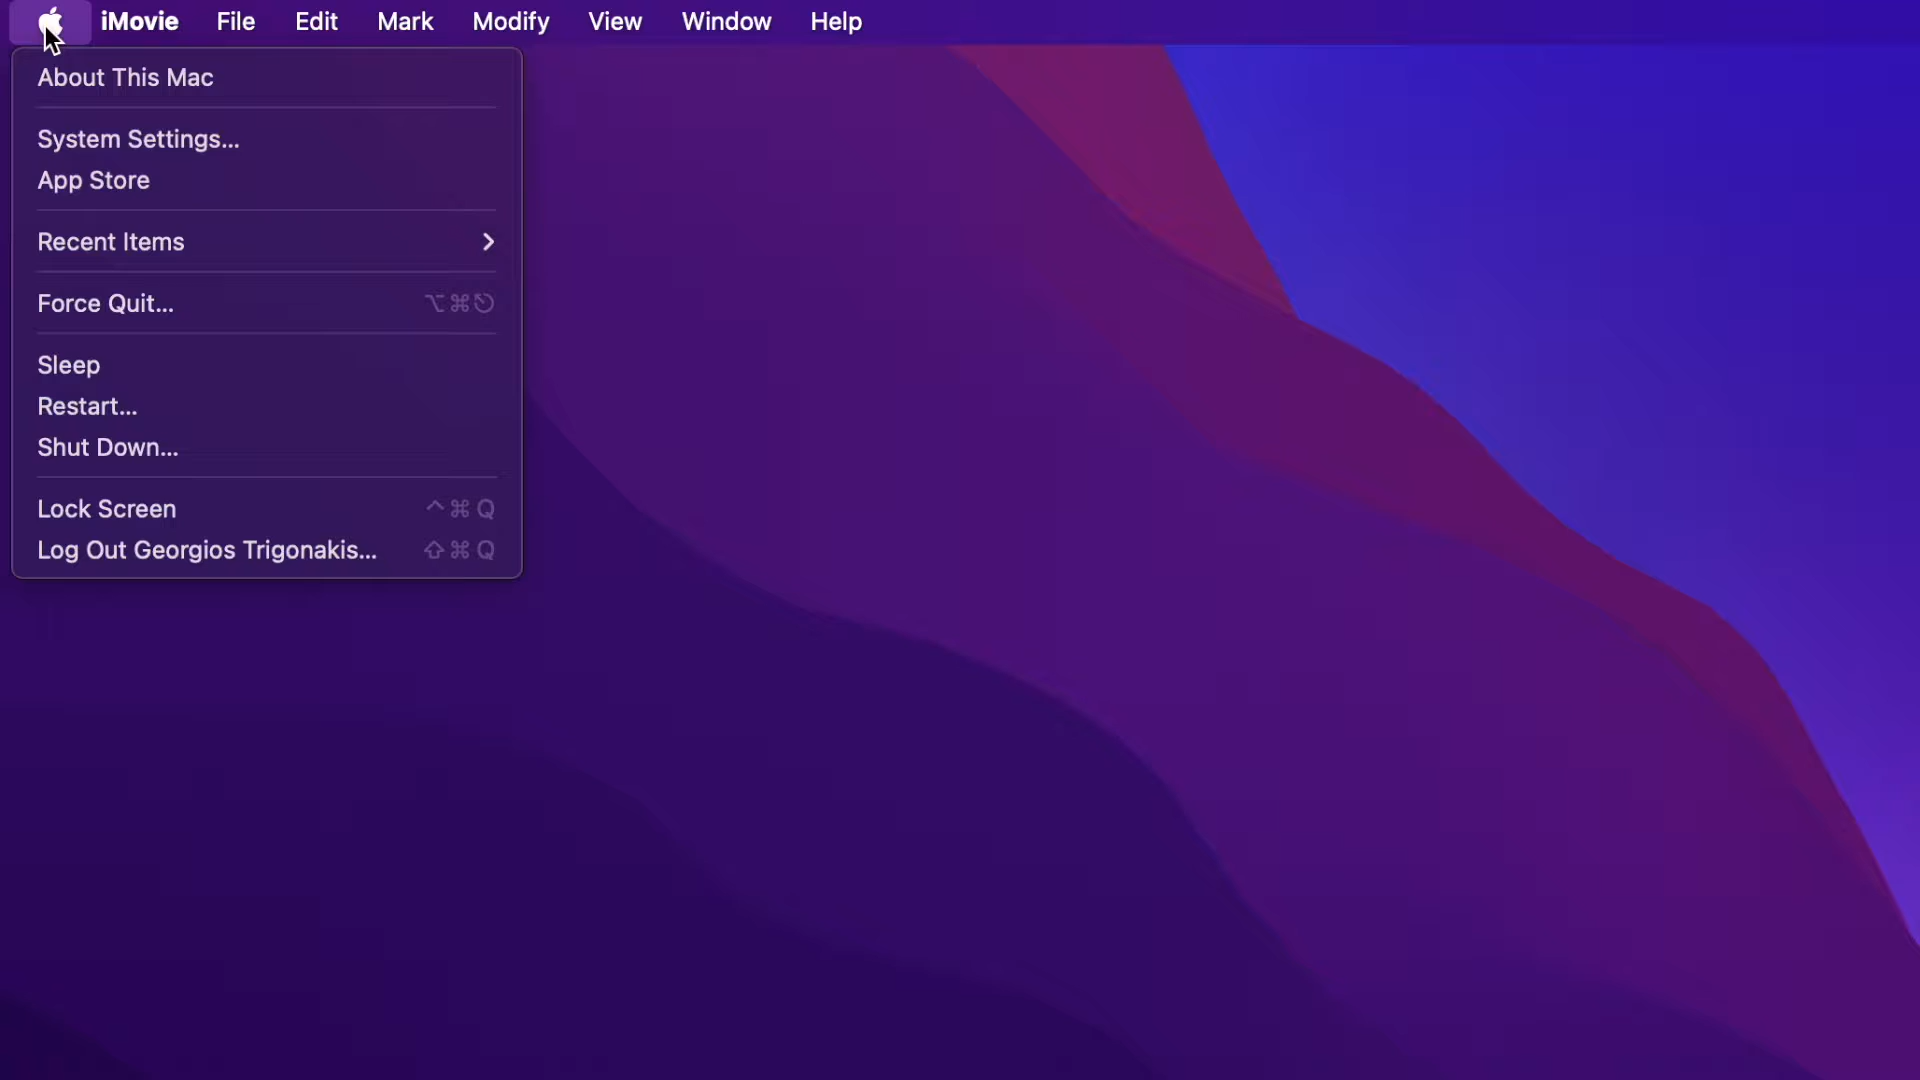 iMovie File Edit Mark Modify View Window Help
About This Mac
System Settings...
App Store
Recent Items
Force Quit... ⌥⌘⎋
Sleep
Restart...
Shut Down...
Lock Screen ^⌘Q
Log Out Georgios Trigonakis... ⇧⌘Q